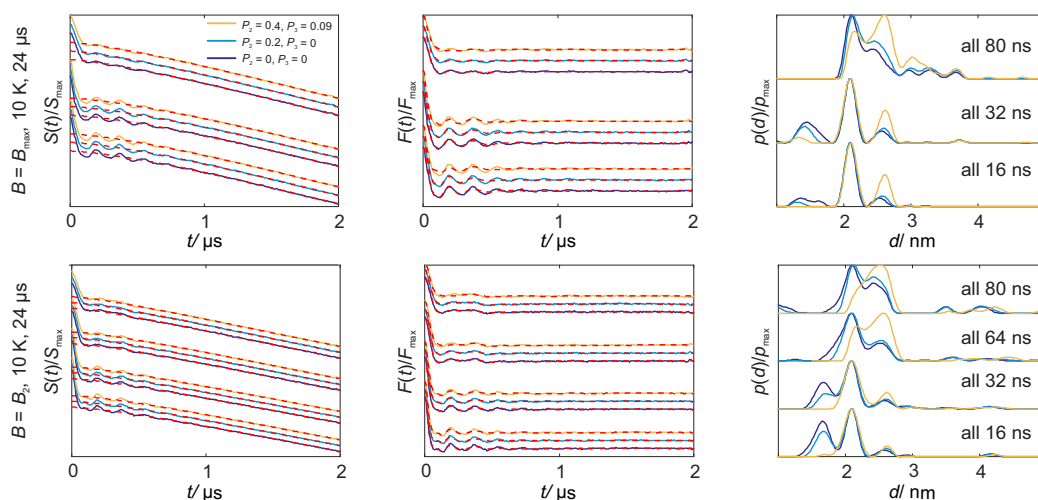 B = Bmax, 10 K, 24 µs
S(t)/Smax
P2 = 0.4, P3 = 0.09
P2 = 0.2, P3 = 0
P2 = 0, P3 = 0
0 1 2
t/ µs
F(t)/Fmax
0 1 2
t/ µs
p(d)/pmax
all 80 ns
all 32 ns
all 16 ns
2 3 4
d/ nm
B = B2, 10 K, 24 µs
S(t)/Smax
0 1 2
t/ µs
F(t)/Fmax
0 1 2
t/ µs
p(d)/pmax
all 80 ns
all 64 ns
all 32 ns
all 16 ns
2 3 4
d/ nm